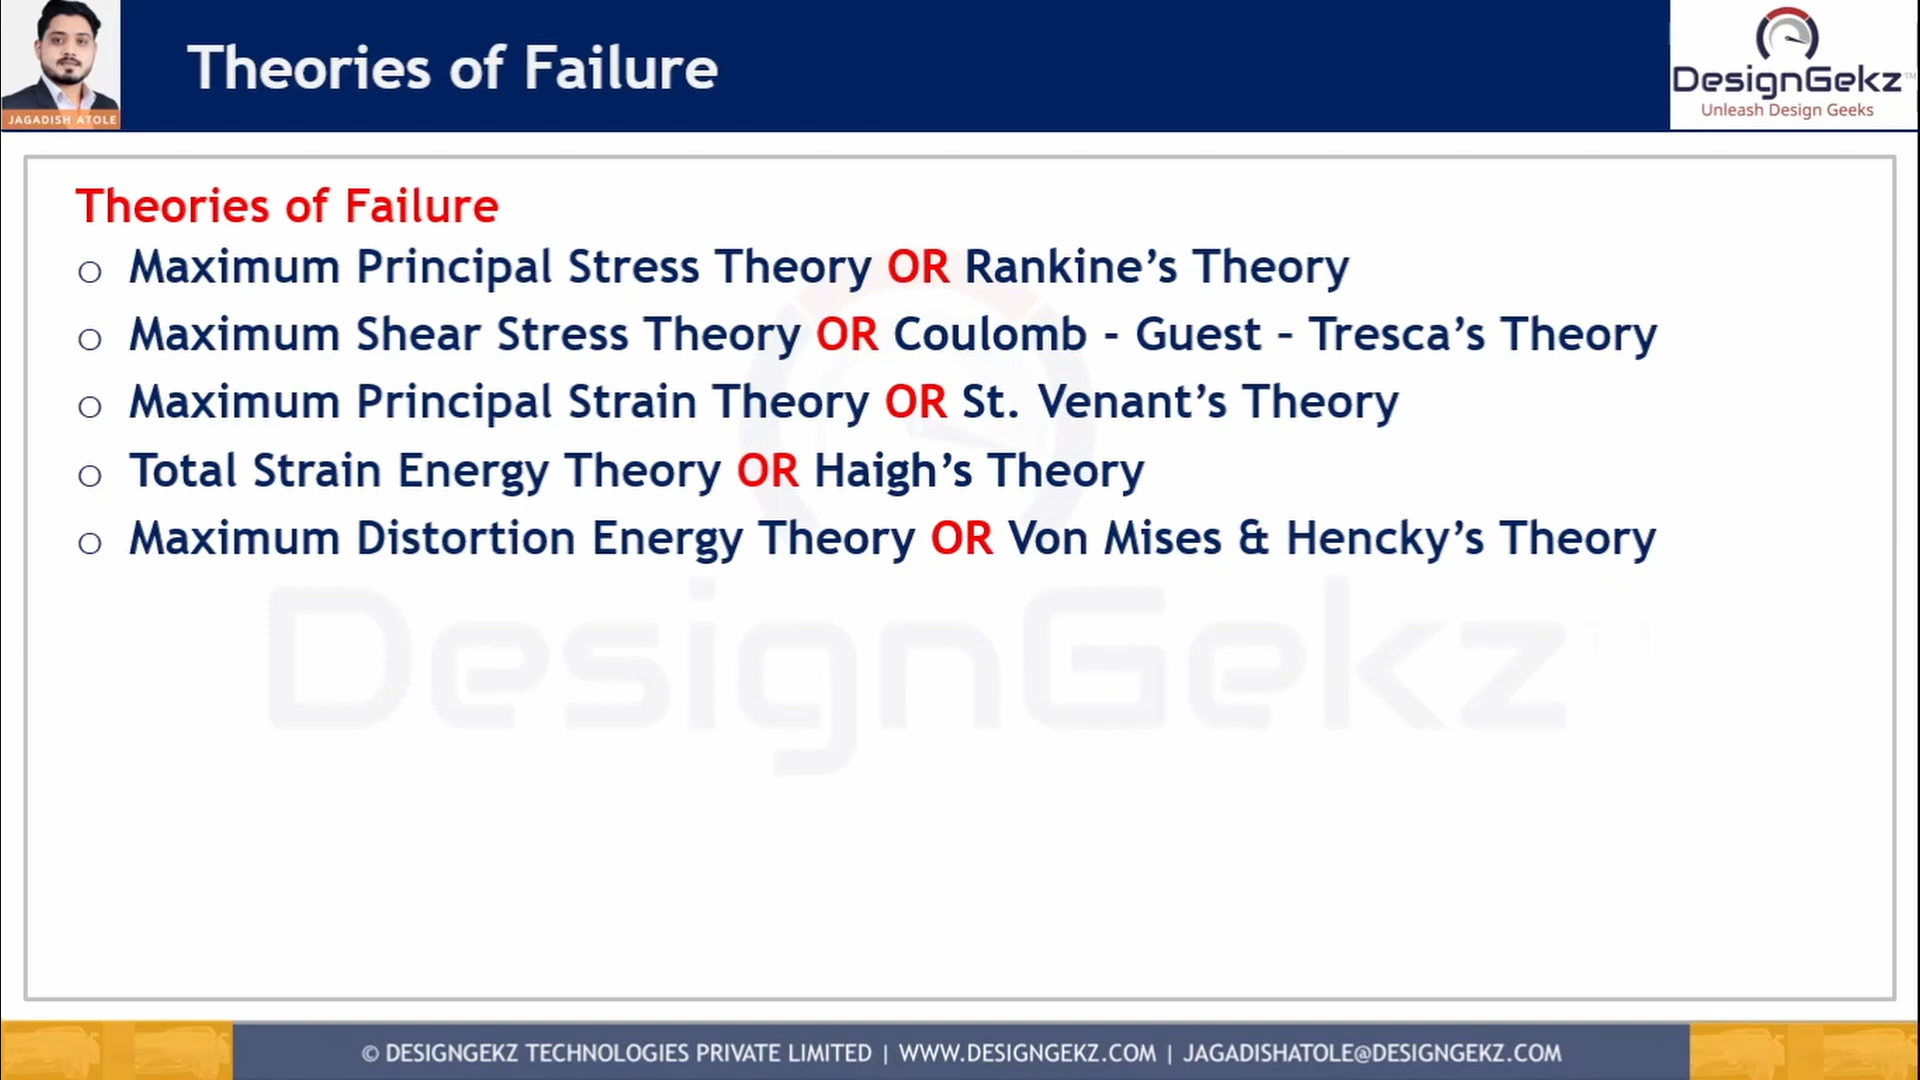 Theories of Failure
JAGADISH ATOLE
DesignGekz™
Unleash Design Geeks
Theories of Failure
○ Maximum Principal Stress Theory OR Rankine’s Theory
○ Maximum Shear Stress Theory OR Coulomb - Guest – Tresca’s Theory
○ Maximum Principal Strain Theory OR St. Venant’s Theory
○ Total Strain Energy Theory OR Haigh’s Theory
○ Maximum Distortion Energy Theory OR Von Mises & Hencky’s Theory
DesignGekz™
© DESIGNGEKZ TECHNOLOGIES PRIVATE LIMITED | WWW.DESIGNGEKZ.COM | JAGADISHATOLE@DESIGNGEKZ.COM